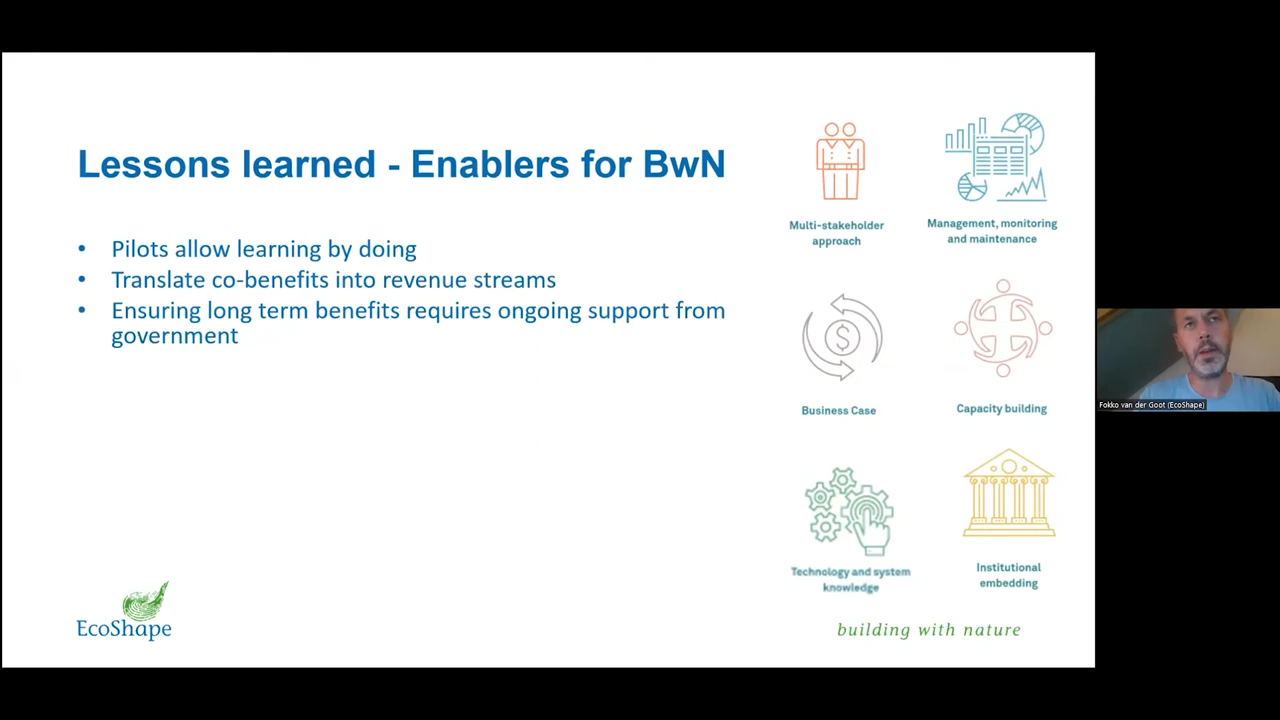 Lessons learned - Enablers for BwN
• Pilots allow learning by doing
• Translate co-benefits into revenue streams
• Ensuring long term benefits requires ongoing support from
government
Multi-stakeholder
approach
Management, monitoring
and maintenance
$
Business Case
Capacity building
Technology and system
knowledge
Institutional
embedding
EcoShape
building with nature
Fokko van der Goot (EcoShape)